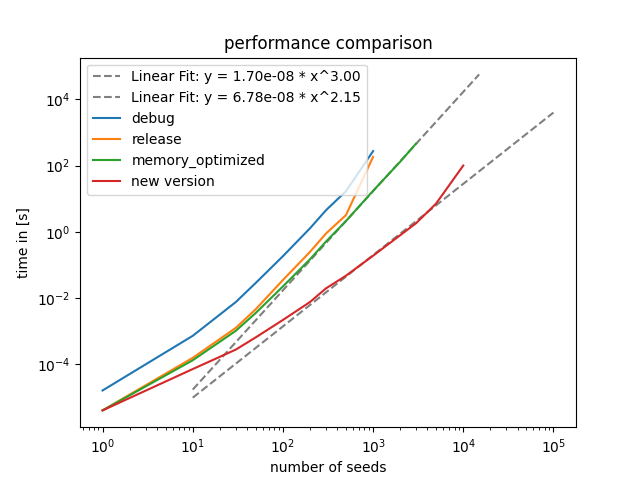 performance comparison
Linear Fit: y = 1.70e-08 * x^3.00
Linear Fit: y = 6.78e-08 * x^2.15
debug
release
memory_optimized
new version
time in [s]
10^4
10^2
10^0
10^-2
10^-4
10^0 10^1 10^2 10^3 10^4 10^5
number of seeds